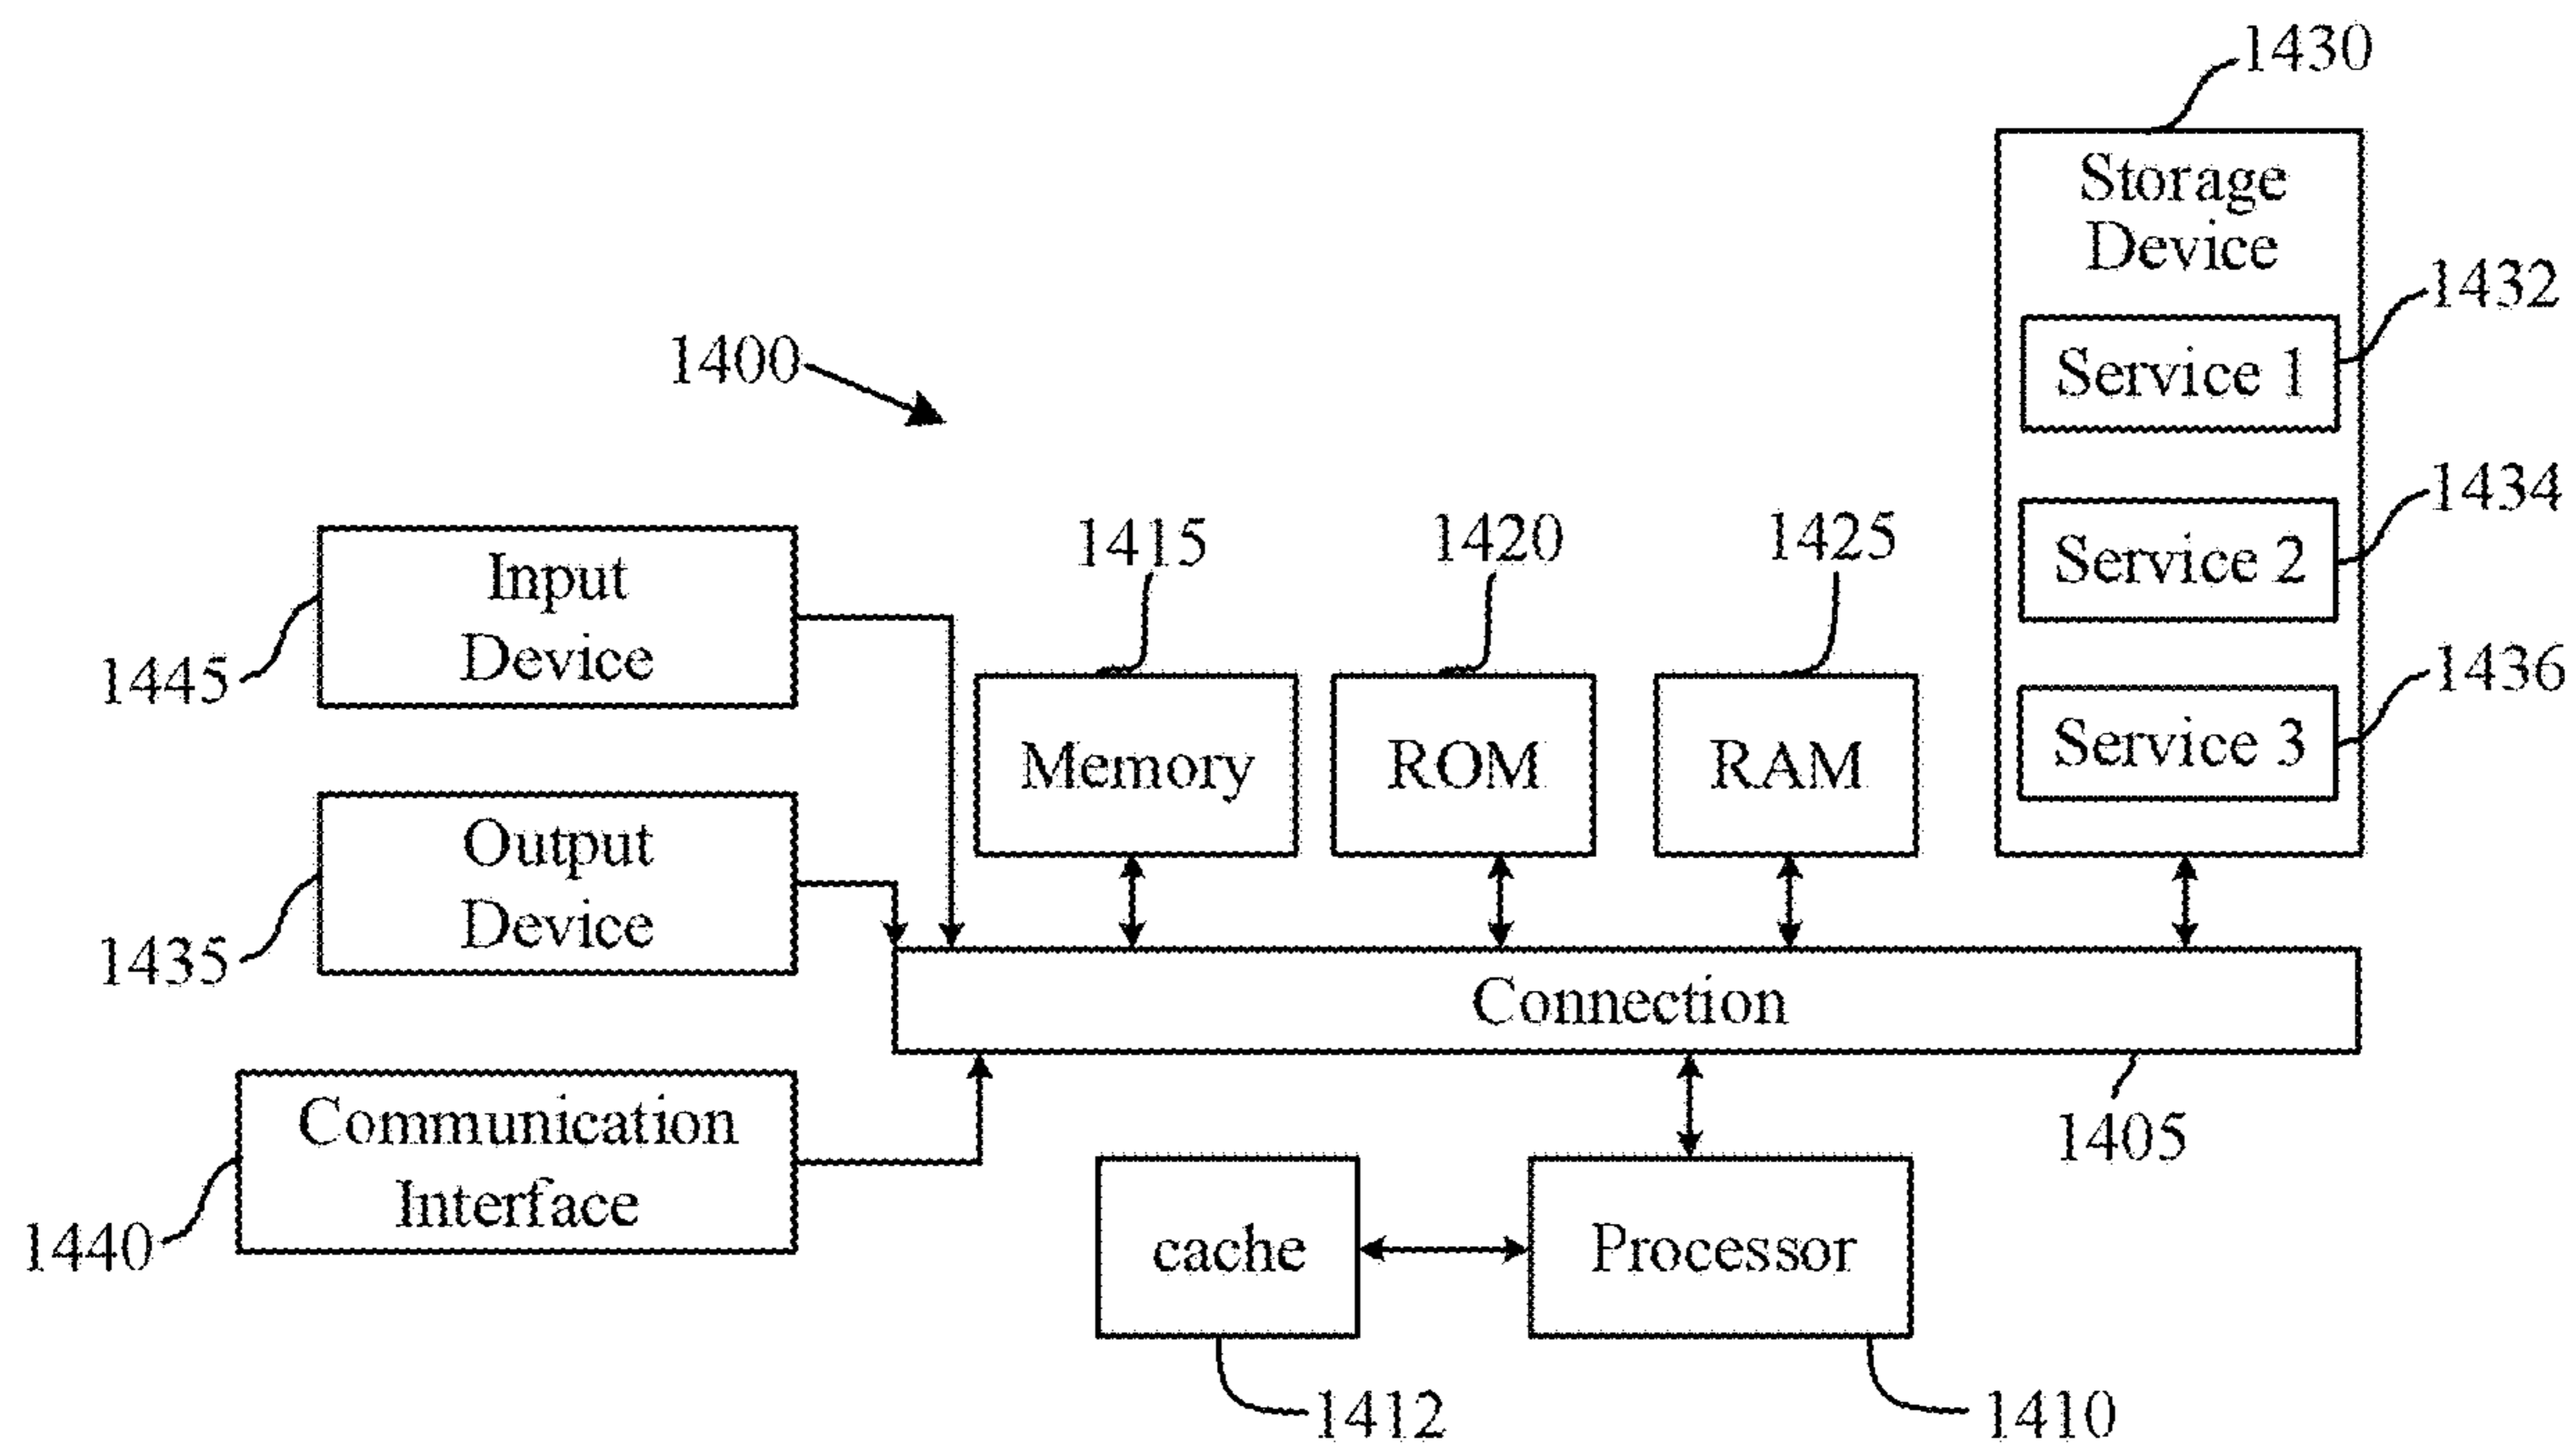 1430
Storage
Device
1432
Service 1
1400
1434
Service 2
1415
1420
1425
Input
Device
1445
1436
Service 3
Memory
ROM
RAM
Output
Device
1435
Connection
Communication
Interface
1405
1440
cache
Processor
1412
1410